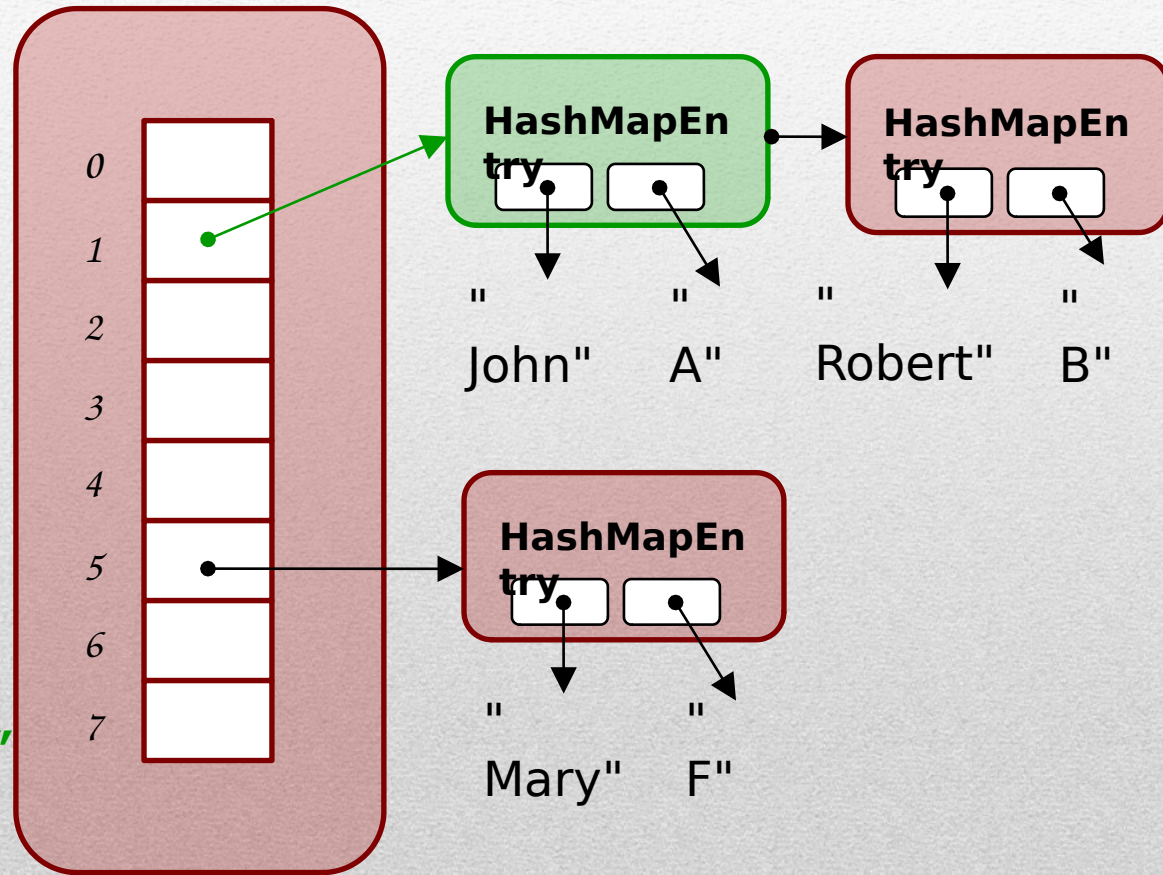 0
1
2
3
4
5
6
7
HashMapEn
try
"
John"
"
A"
HashMapEn
try
"
Robert"
"
B"
HashMapEn
try
"
Mary"
"
F"
"